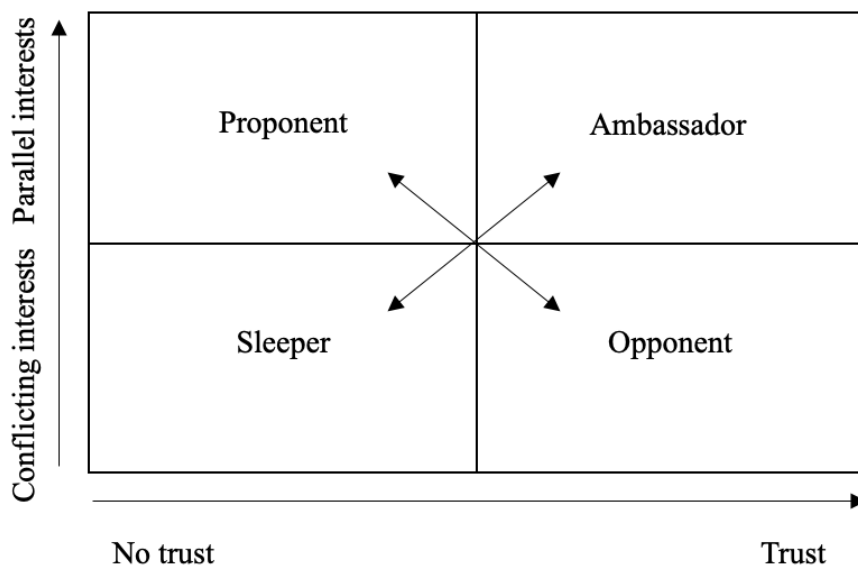 Parallel interests
Conflicting interests
Proponent
Ambassador
Sleeper
Opponent
No trust
Trust